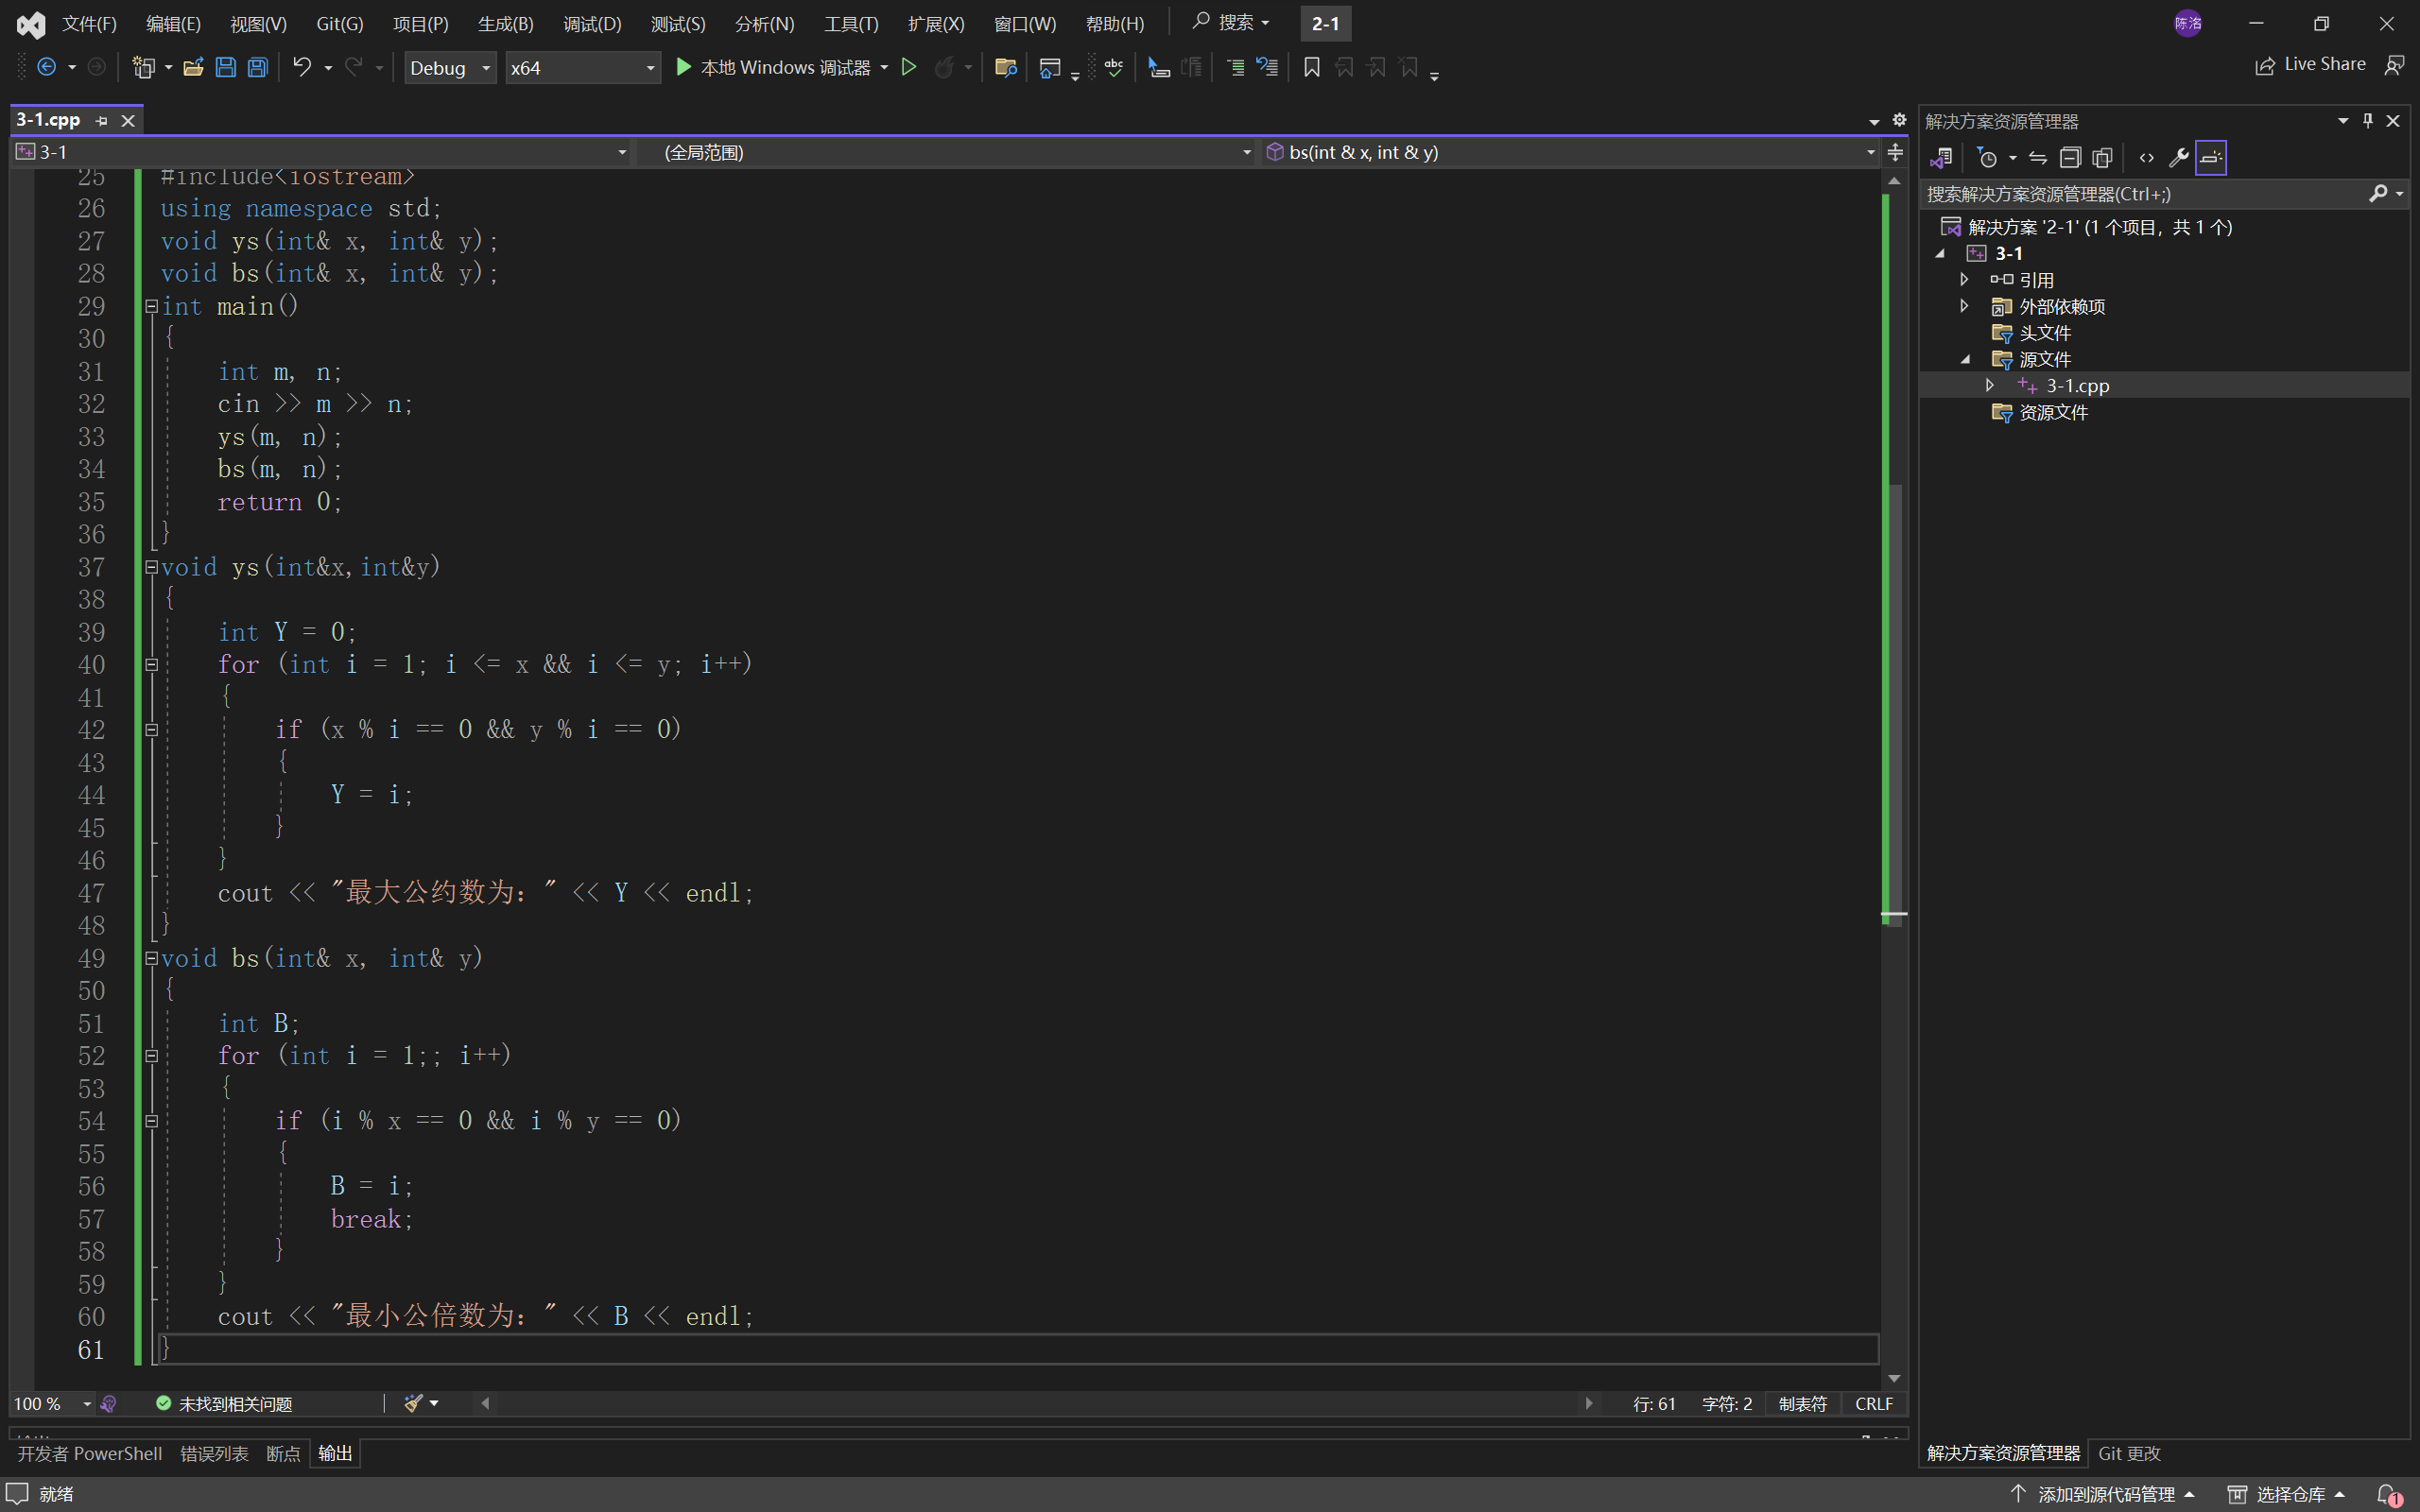 文件(F) 编辑(E) 视图(V) Git(G) 项目(P) 生成(B) 调试(D) 测试(S) 分析(N) 工具(T) 扩展(X) 窗口(W) 帮助(H) 搜索 2-1 陈洛
Debug x64 本地 Windows 调试器 abc Live Share
3-1.cpp
3-1 (全局范围) bs(int & x, int & y)
25 #include<iostream>
26 using namespace std;
27 void ys(int& x, int& y);
28 void bs(int& x, int& y);
29 int main()
30 {
31 int m, n;
32 cin >> m >> n;
33 ys(m, n);
34 bs(m, n);
35 return 0;
36 }
37 void ys(int&x,int&y)
38 {
39 int Y = 0;
40 for (int i = 1; i <= x && i <= y; i++)
41 {
42 if (x % i == 0 && y % i == 0)
43 {
44 Y = i;
45 }
46 }
47 cout << "最大公约数为：" << Y << endl;
48 }
49 void bs(int& x, int& y)
50 {
51 int B;
52 for (int i = 1;; i++)
53 {
54 if (i % x == 0 && i % y == 0)
55 {
56 B = i;
57 break;
58 }
59 }
60 cout << "最小公倍数为：" << B << endl;
61 }
100 % 未找到相关问题 行: 61 字符: 2 制表符 CRLF
开发者 PowerShell 错误列表 断点 输出
解决方案资源管理器
搜索解决方案资源管理器(Ctrl+;)
解决方案 '2-1' (1 个项目，共 1 个)
3-1
引用
外部依赖项
头文件
源文件
3-1.cpp
资源文件
解决方案资源管理器 Git 更改
就绪 添加到源代码管理 选择仓库 1